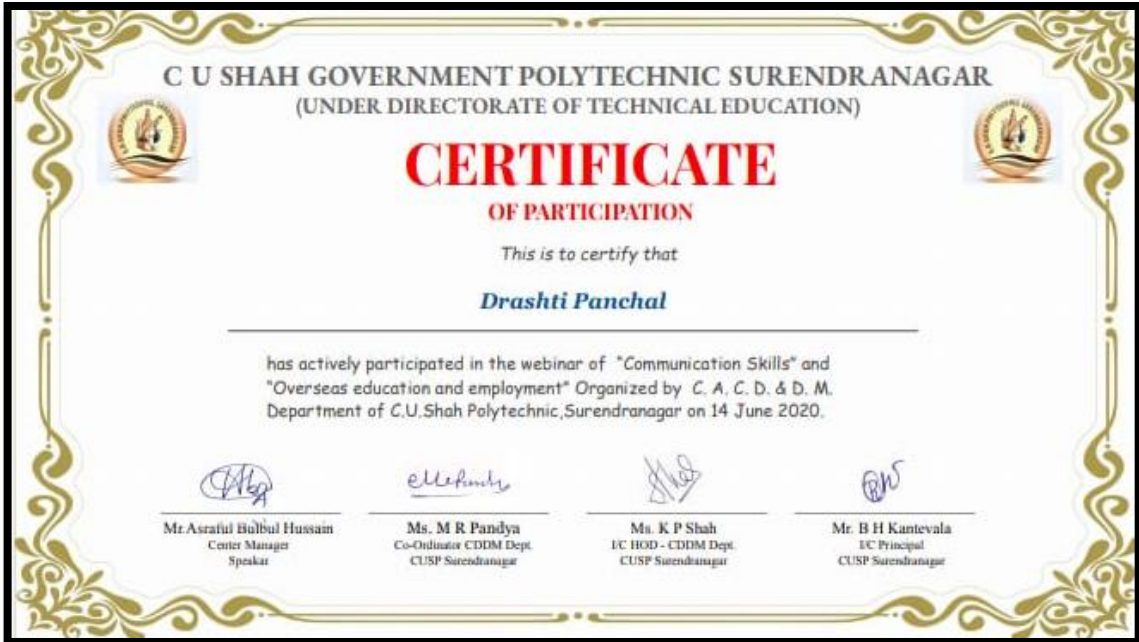 C U SHAH GOVERNMENT POLYTECHNIC SURENDRANAGAR
(UNDER DIRECTORATE OF TECHNICAL EDUCATION)
CERTIFICATE
OF PARTICIPATION
This is to certify that
Drashti Panchal
has actively participated in the webinar of "Communication Skills" and
"Overseas education and employment" Organized by C. A. C. D. & D. M.
Department of C.U.Shah Polytechnic,Surendranagar on 14 June 2020.
Mr.Asraful Bulbul Hussain
Center Manager
Speakar
Ms. M R Pandya
Co-Ordinator CDDM Dept.
CUSP Surendranagar
Ms. K P Shah
I/C HOD - CDDM Dept.
CUSP Surendranagar
Mr. B H Kantevala
I/C Principal
CUSP Surendranagar